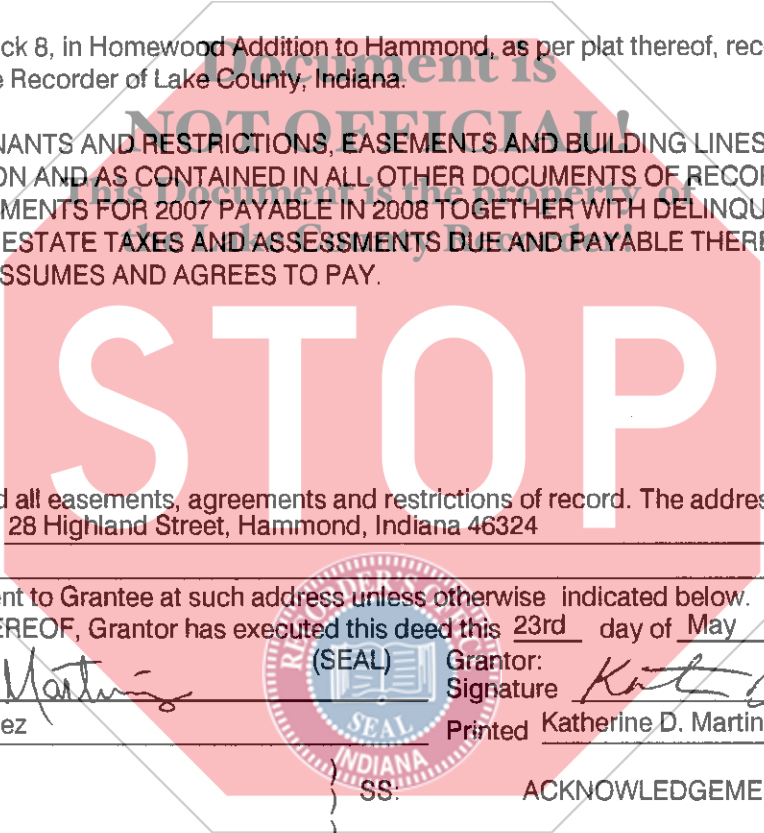 ck 8, in Homewood Addition to Hammond, as per plat thereof, rec
Recorder of Lake County, Indiana.
Document is
NOT OFFICIAL!
This Document is the property of
the Lake County Recorder!
NANTS AND RESTRICTIONS, EASEMENTS AND BUILDING LINES
ON AND AS CONTAINED IN ALL OTHER DOCUMENTS OF RECO
MENTS FOR 2007 PAYABLE IN 2008 TOGETHER WITH DELINQU
ESTATE TAXES AND ASSESSMENTS DUE AND PAYABLE THERE
SSUMES AND AGREES TO PAY.
STOP
d all easements, agreements and restrictions of record. The addres
28 Highland Street, Hammond, Indiana 46324
nt to Grantee at such address unless otherwise indicated below.
EREOF, Grantor has executed this deed this 23rd day of May
(SEAL) Grantor:
Martinez Signature
ez Printed Katherine D. Martin
RECORDER'S OFFICE
SEAL
INDIANA
SS: ACKNOWLEDGEME